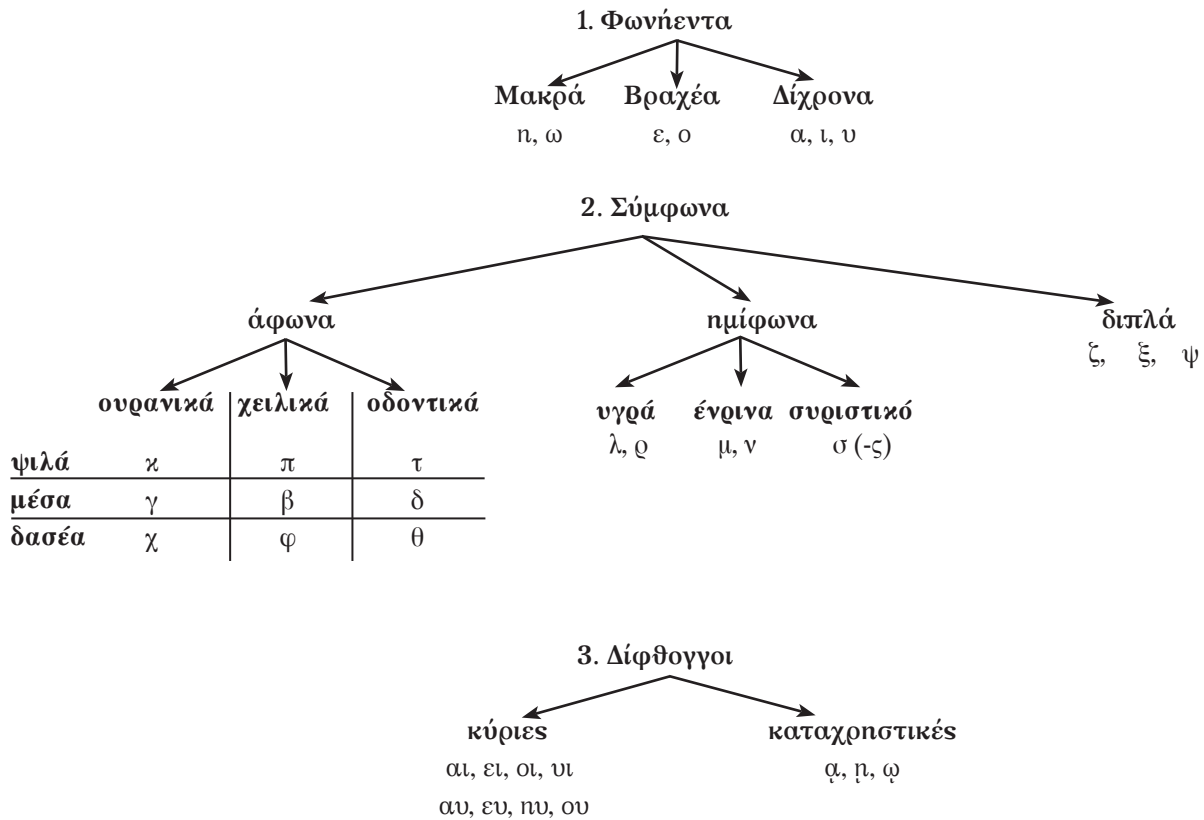 1. Φωνήεντα
Μακρά Βραχέα Δίχρονα
η, ω ε, ο α, ι, υ
2. Σύμφωνα
άφωνα ημίφωνα διπλά
ζ, ξ, ψ
ουρανικά χειλικά οδοντικά υγρά ένρινα συριστικό
λ, ρ μ, ν σ (-ς)
ψιλά κ π τ
μέσα γ β δ
δασέα χ φ θ
3. Δίφθογγοι
κύριες καταχρηστικές
αι, ει, οι, υι ᾳ, ῃ, ῳ
αυ, ευ, ηυ, ου